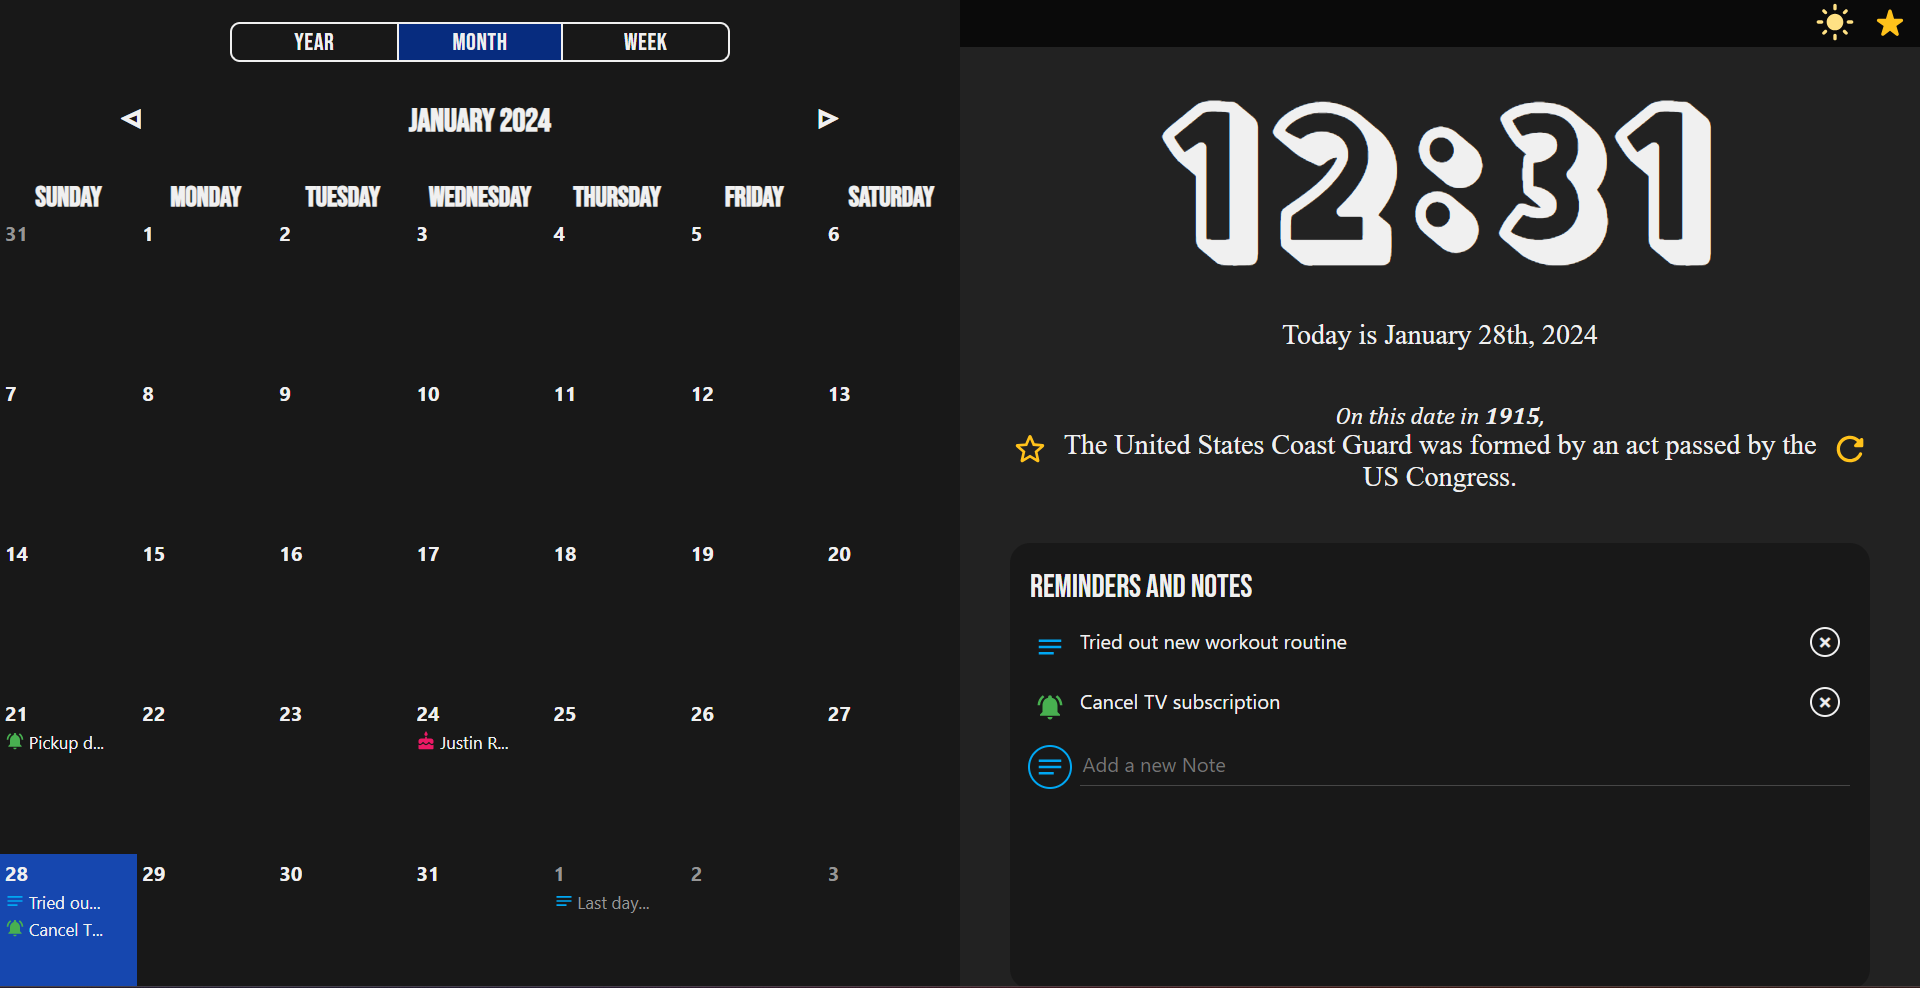 YEAR MONTH WEEK
JANUARY 2024
SUNDAY MONDAY TUESDAY WEDNESDAY THURSDAY FRIDAY SATURDAY
31 1 2 3 4 5 6
7 8 9 10 11 12 13
14 15 16 17 18 19 20
21 22 23 24 25 26 27
Pickup d... Justin R...
28 29 30 31 1 2 3
Tried ou... Last day...
Cancel T...
12:31
Today is January 28th, 2024
On this date in 1915,
The United States Coast Guard was formed by an act passed by the
US Congress.
REMINDERS AND NOTES
Tried out new workout routine
Cancel TV subscription
Add a new Note